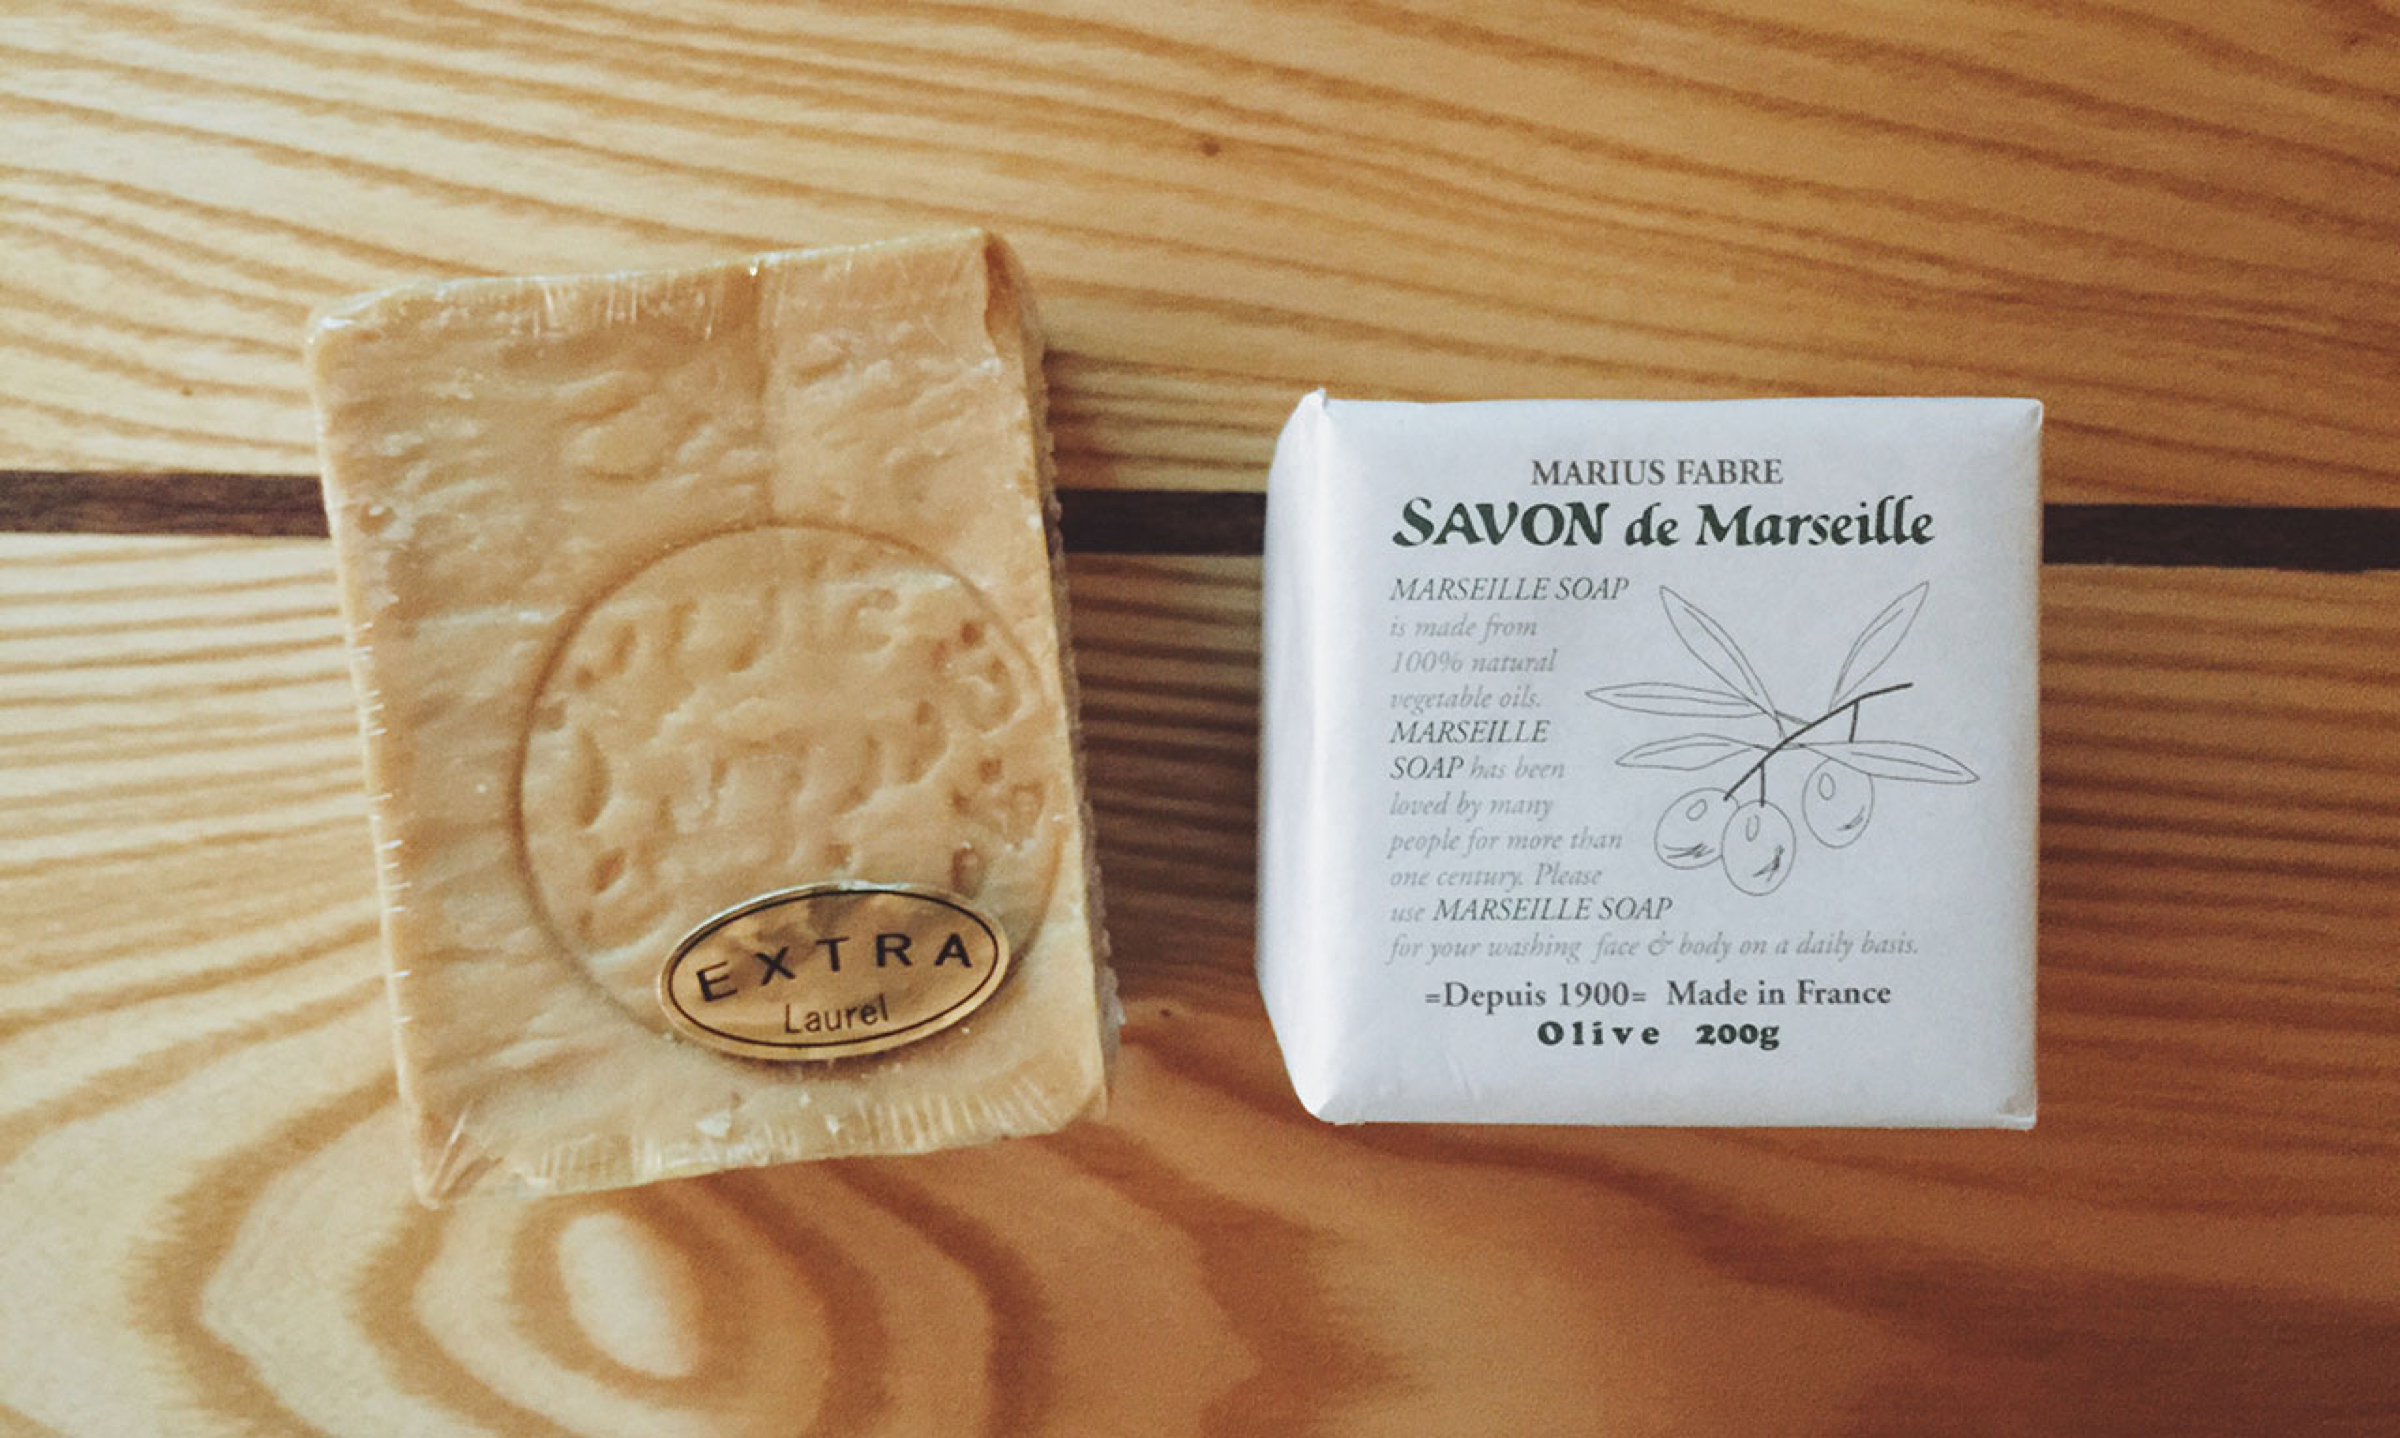 EXTRA
Laurel
MARIUS FABRE
SAVON de Marseille
MARSEILLE SOAP
is made from
100% natural
vegetable oils.
MARSEILLE
SOAP has been
loved by many
people for more than
one century. Please
use MARSEILLE SOAP
for your washing face & body on a daily basis.
=Depuis 1900= Made in France
Olive 200g